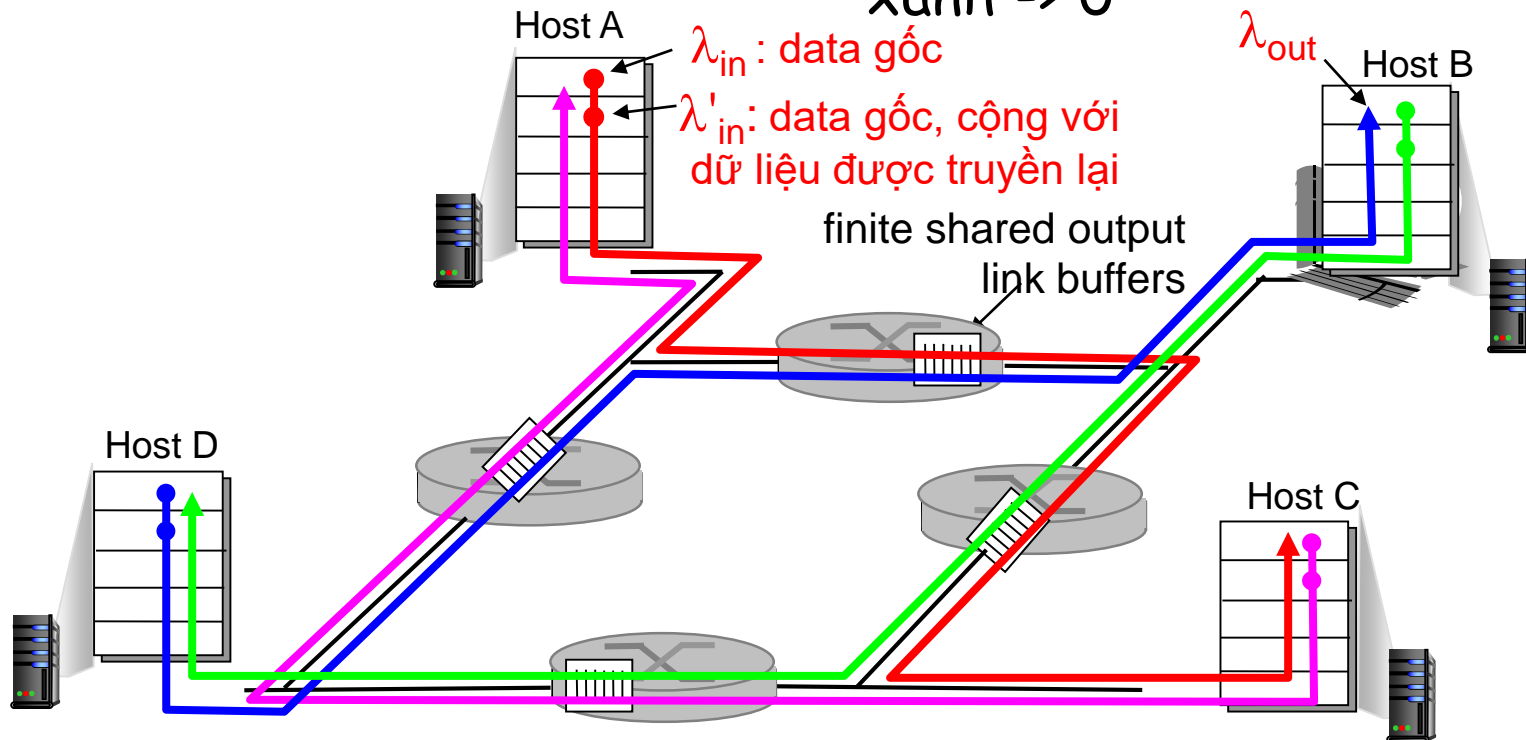 Host A
λin : data gốc
λ'in: data gốc, cộng với
dữ liệu được truyền lại
λout
Host B
finite shared output
link buffers
Host D
Host C